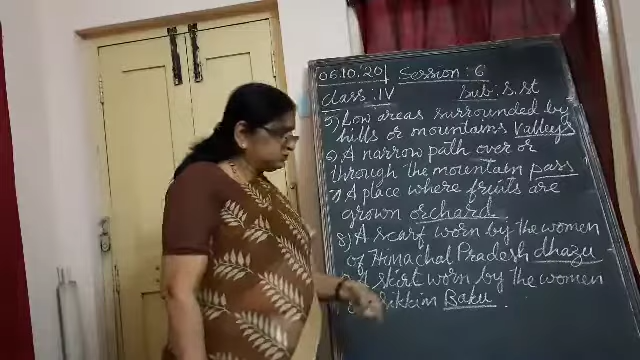 06.10.20 Session : 6
Class : IV Sub : S.St
5) Low areas surrounded by
hills or mountains valleys
6) A narrow path over or
through the mountain pass
7) A place where fruits are
grown orchard
8) A scarf worn by the women
of Himachal Pradesh dhazu
skirt worn by the women
Sikkim Baku